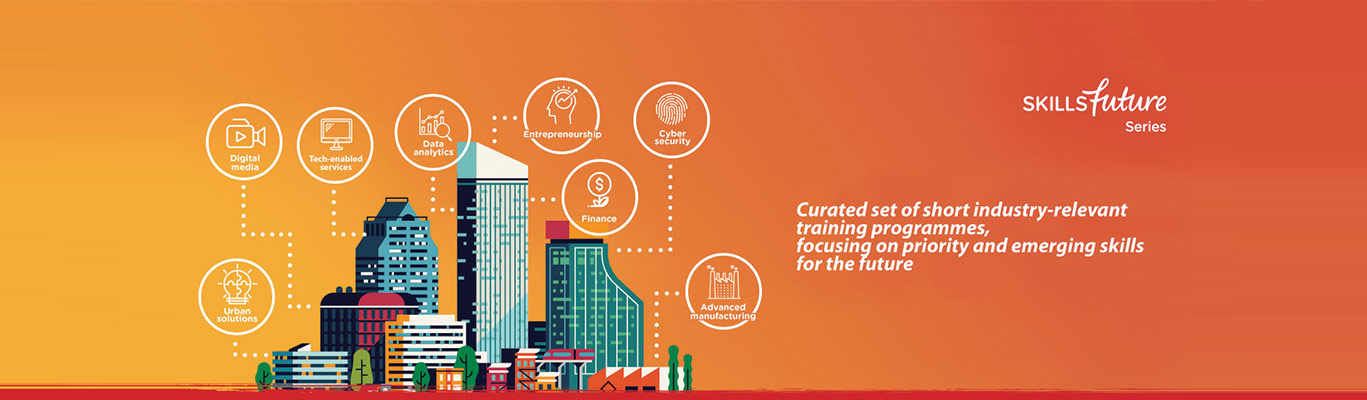 Digital
media
Tech-enabled
services
Data
analytics
Entrepreneurship
Cyber
security
Finance
Urban
solutions
Advanced
manufacturing
SKILLSfuture
Series
Curated set of short industry-relevant
training programmes,
focusing on priority and emerging skills
for the future